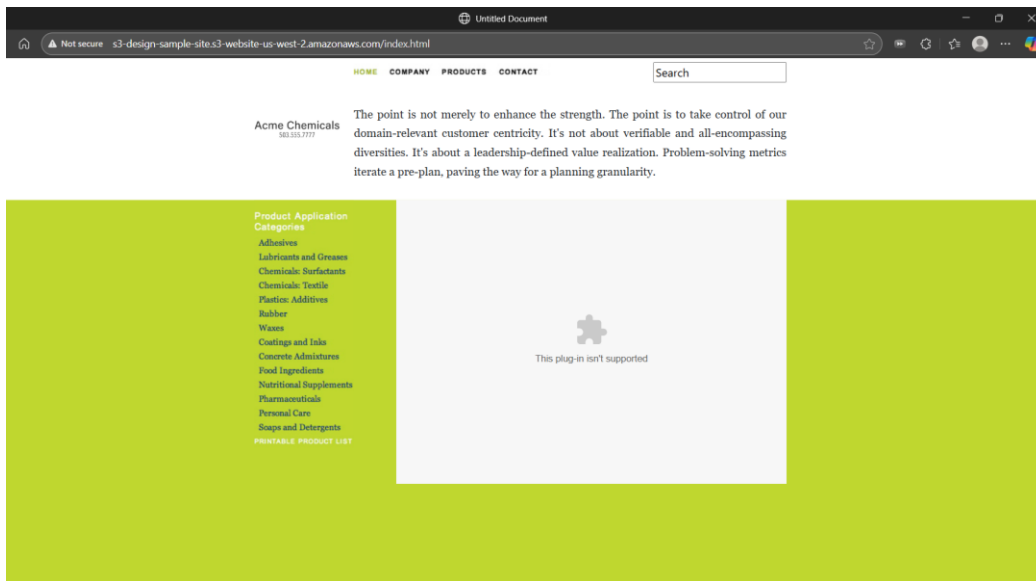 Untitled Document
Not secure s3-design-sample-site.s3-website-us-west-2.amazonaws.com/index.html
HOME COMPANY PRODUCTS CONTACT
Search
Acme Chemicals
503.555.7777
The point is not merely to enhance the strength. The point is to take control of our
domain-relevant customer centricity. It's not about verifiable and all-encompassing
diversities. It's about a leadership-defined value realization. Problem-solving metrics
iterate a pre-plan, paving the way for a planning granularity.
Product Application
Categories
Adhesives
Lubricants and Greases
Chemicals: Surfactants
Chemicals: Textile
Plastics: Additives
Rubber
Waxes
Coatings and Inks
Concrete Admixtures
Food Ingredients
Nutritional Supplements
Pharmaceuticals
Personal Care
Soaps and Detergents
PRINTABLE PRODUCT LIST
This plug-in isn't supported